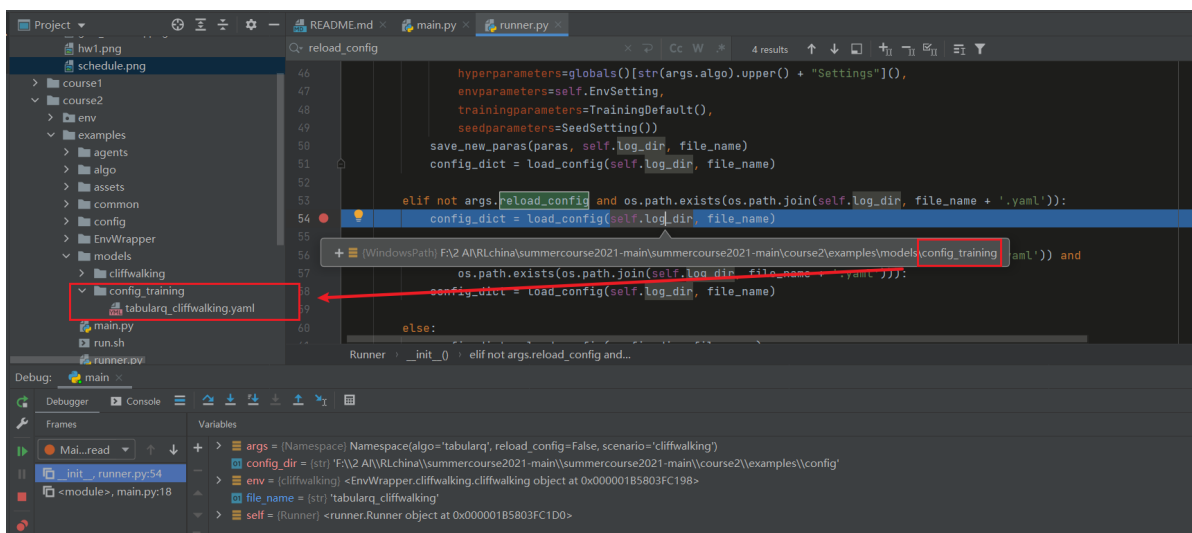 Project
README.md
main.py
runner.py
hw1.png
schedule.png
course1
course2
env
examples
agents
algo
assets
common
config
EnvWrapper
models
cliffwalking
config_training
tabularq_cliffwalking.yaml
main.py
run.sh
runner.py
reload_config
Cc W .*
4 results
46 hyperparameters=globals()[str(args.algo).upper() + "Settings"](),
47 envparameters=self.EnvSetting,
48 trainingparameters=TrainingDefault(),
49 seedparameters=SeedSetting())
50 save_new_paras(paras, self.log_dir, file_name)
51 config_dict = load_config(self.log_dir, file_name)
52
53 elif not args.reload_config and os.path.exists(os.path.join(self.log_dir, file_name + '.yaml')):
54 config_dict = load_config(self.log_dir, file_name)
55
{WindowsPath} F:\2 AI\RLchina\summercourse2021-main\summercourse2021-main\course2\examples\models\config_training
56 aml')) and
57 os.path.exists(os.path.join(self.log_dir, file_name + '.yaml'))):
58 config_dict = load_config(self.log_dir, file_name)
59
60 else:
Runner › __init__() › elif not args.reload_config and...
Debug: main
Debugger Console
Frames
Variables
Mai...read
__init__, runner.py:54
<module>, main.py:18
args = {Namespace} Namespace(algo='tabularq', reload_config=False, scenario='cliffwalking')
config_dir = {str} 'F:\\2 AI\\RLchina\\summercourse2021-main\\summercourse2021-main\\course2\\examples\\config'
env = {cliffwalking} <EnvWrapper.cliffwalking.cliffwalking object at 0x000001B5803FC198>
file_name = {str} 'tabularq_cliffwalking'
self = {Runner} <runner.Runner object at 0x000001B5803FC1D0>